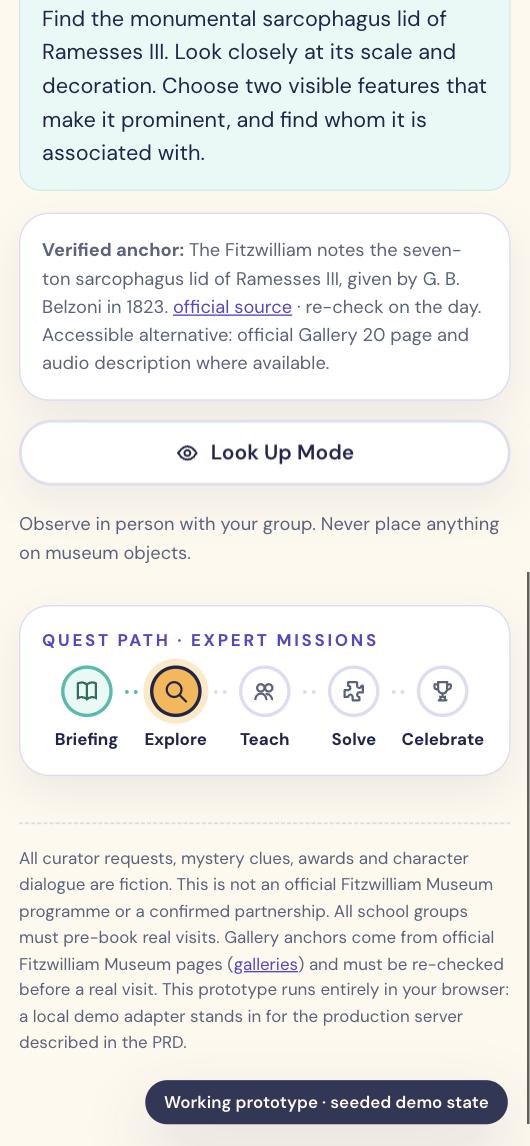 Find the monumental sarcophagus lid of
Ramesses III. Look closely at its scale and
decoration. Choose two visible features that
make it prominent, and find whom it is
associated with.
Verified anchor: The Fitzwilliam notes the seven-
ton sarcophagus lid of Ramesses III, given by G. B.
Belzoni in 1823. official source · re-check on the day.
Accessible alternative: official Gallery 20 page and
audio description where available.
Look Up Mode
Observe in person with your group. Never place anything
on museum objects.
QUEST PATH · EXPERT MISSIONS
Briefing Explore Teach Solve Celebrate
All curator requests, mystery clues, awards and character
dialogue are fiction. This is not an official Fitzwilliam Museum
programme or a confirmed partnership. All school groups
must pre-book real visits. Gallery anchors come from official
Fitzwilliam Museum pages (galleries) and must be re-checked
before a real visit. This prototype runs entirely in your browser:
a local demo adapter stands in for the production server
described in the PRD.
Working prototype · seeded demo state